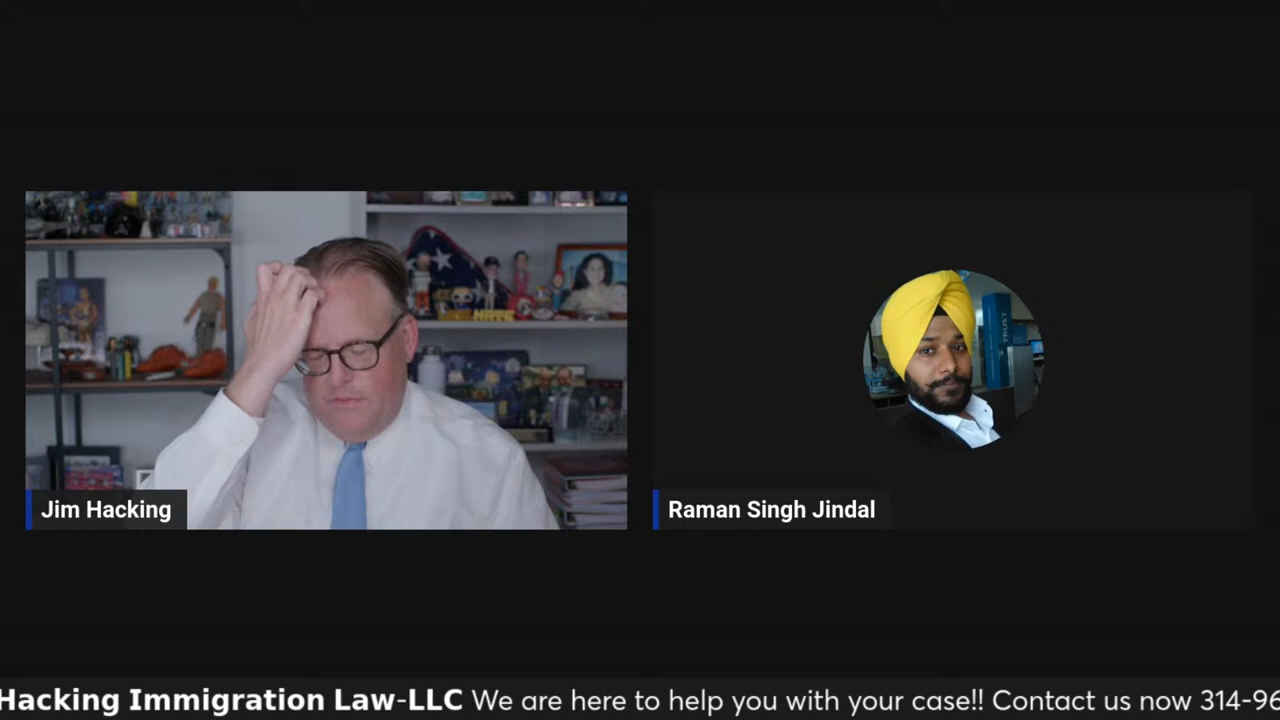 TRUST
Jim Hacking
Raman Singh Jindal
Hacking Immigration Law-LLC We are here to help you with your case!! Contact us now 314-96